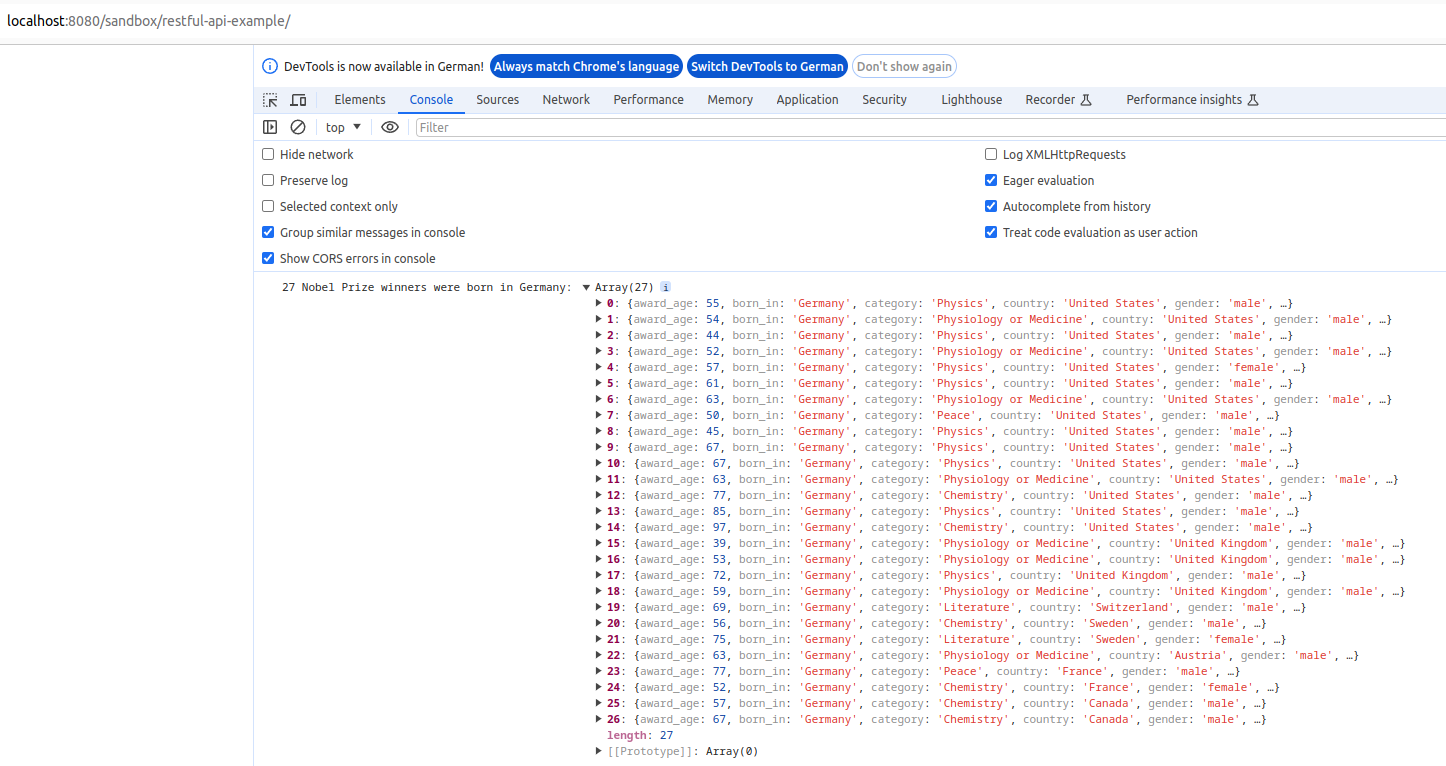 localhost:8080/sandbox/restful-api-example/
DevTools is now available in German! Always match Chrome's language Switch DevTools to German Don't show again
Elements Console Sources Network Performance Memory Application Security Lighthouse Recorder Performance insights
top Filter
Hide network Log XMLHttpRequests
Preserve log Eager evaluation
Selected context only Autocomplete from history
Group similar messages in console Treat code evaluation as user action
Show CORS errors in console
27 Nobel Prize winners were born in Germany: Array(27) i
0: {award_age: 55, born_in: 'Germany', category: 'Physics', country: 'United States', gender: 'male', …}
1: {award_age: 54, born_in: 'Germany', category: 'Physiology or Medicine', country: 'United States', gender: 'male', …}
2: {award_age: 44, born_in: 'Germany', category: 'Physics', country: 'United States', gender: 'male', …}
3: {award_age: 52, born_in: 'Germany', category: 'Physiology or Medicine', country: 'United States', gender: 'male', …}
4: {award_age: 57, born_in: 'Germany', category: 'Physics', country: 'United States', gender: 'female', …}
5: {award_age: 61, born_in: 'Germany', category: 'Physics', country: 'United States', gender: 'male', …}
6: {award_age: 63, born_in: 'Germany', category: 'Physiology or Medicine', country: 'United States', gender: 'male', …}
7: {award_age: 50, born_in: 'Germany', category: 'Peace', country: 'United States', gender: 'male', …}
8: {award_age: 45, born_in: 'Germany', category: 'Physics', country: 'United States', gender: 'male', …}
9: {award_age: 67, born_in: 'Germany', category: 'Physics', country: 'United States', gender: 'male', …}
10: {award_age: 67, born_in: 'Germany', category: 'Physics', country: 'United States', gender: 'male', …}
11: {award_age: 63, born_in: 'Germany', category: 'Physiology or Medicine', country: 'United States', gender: 'male', …}
12: {award_age: 77, born_in: 'Germany', category: 'Chemistry', country: 'United States', gender: 'male', …}
13: {award_age: 85, born_in: 'Germany', category: 'Physics', country: 'United States', gender: 'male', …}
14: {award_age: 97, born_in: 'Germany', category: 'Chemistry', country: 'United States', gender: 'male', …}
15: {award_age: 39, born_in: 'Germany', category: 'Physiology or Medicine', country: 'United Kingdom', gender: 'male', …}
16: {award_age: 53, born_in: 'Germany', category: 'Physiology or Medicine', country: 'United Kingdom', gender: 'male', …}
17: {award_age: 72, born_in: 'Germany', category: 'Physics', country: 'United Kingdom', gender: 'male', …}
18: {award_age: 59, born_in: 'Germany', category: 'Physiology or Medicine', country: 'United Kingdom', gender: 'male', …}
19: {award_age: 69, born_in: 'Germany', category: 'Literature', country: 'Switzerland', gender: 'male', …}
20: {award_age: 56, born_in: 'Germany', category: 'Chemistry', country: 'Sweden', gender: 'male', …}
21: {award_age: 75, born_in: 'Germany', category: 'Literature', country: 'Sweden', gender: 'female', …}
22: {award_age: 63, born_in: 'Germany', category: 'Physiology or Medicine', country: 'Austria', gender: 'male', …}
23: {award_age: 77, born_in: 'Germany', category: 'Peace', country: 'France', gender: 'male', …}
24: {award_age: 52, born_in: 'Germany', category: 'Chemistry', country: 'France', gender: 'female', …}
25: {award_age: 57, born_in: 'Germany', category: 'Chemistry', country: 'Canada', gender: 'male', …}
26: {award_age: 67, born_in: 'Germany', category: 'Chemistry', country: 'Canada', gender: 'male', …}
length: 27
[[Prototype]]: Array(0)